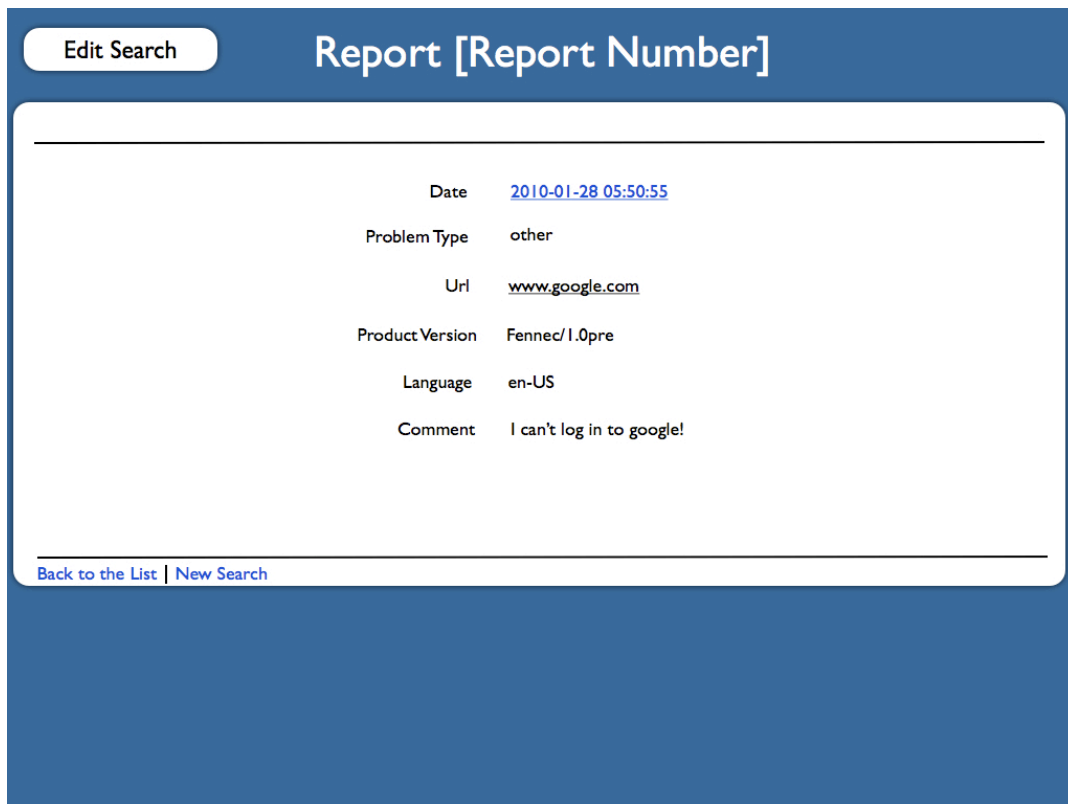 Edit Search
Report [Report Number]
Date 2010-01-28 05:50:55
Problem Type other
Url www.google.com
Product Version Fennec/1.0pre
Language en-US
Comment I can't log in to google!
Back to the List | New Search